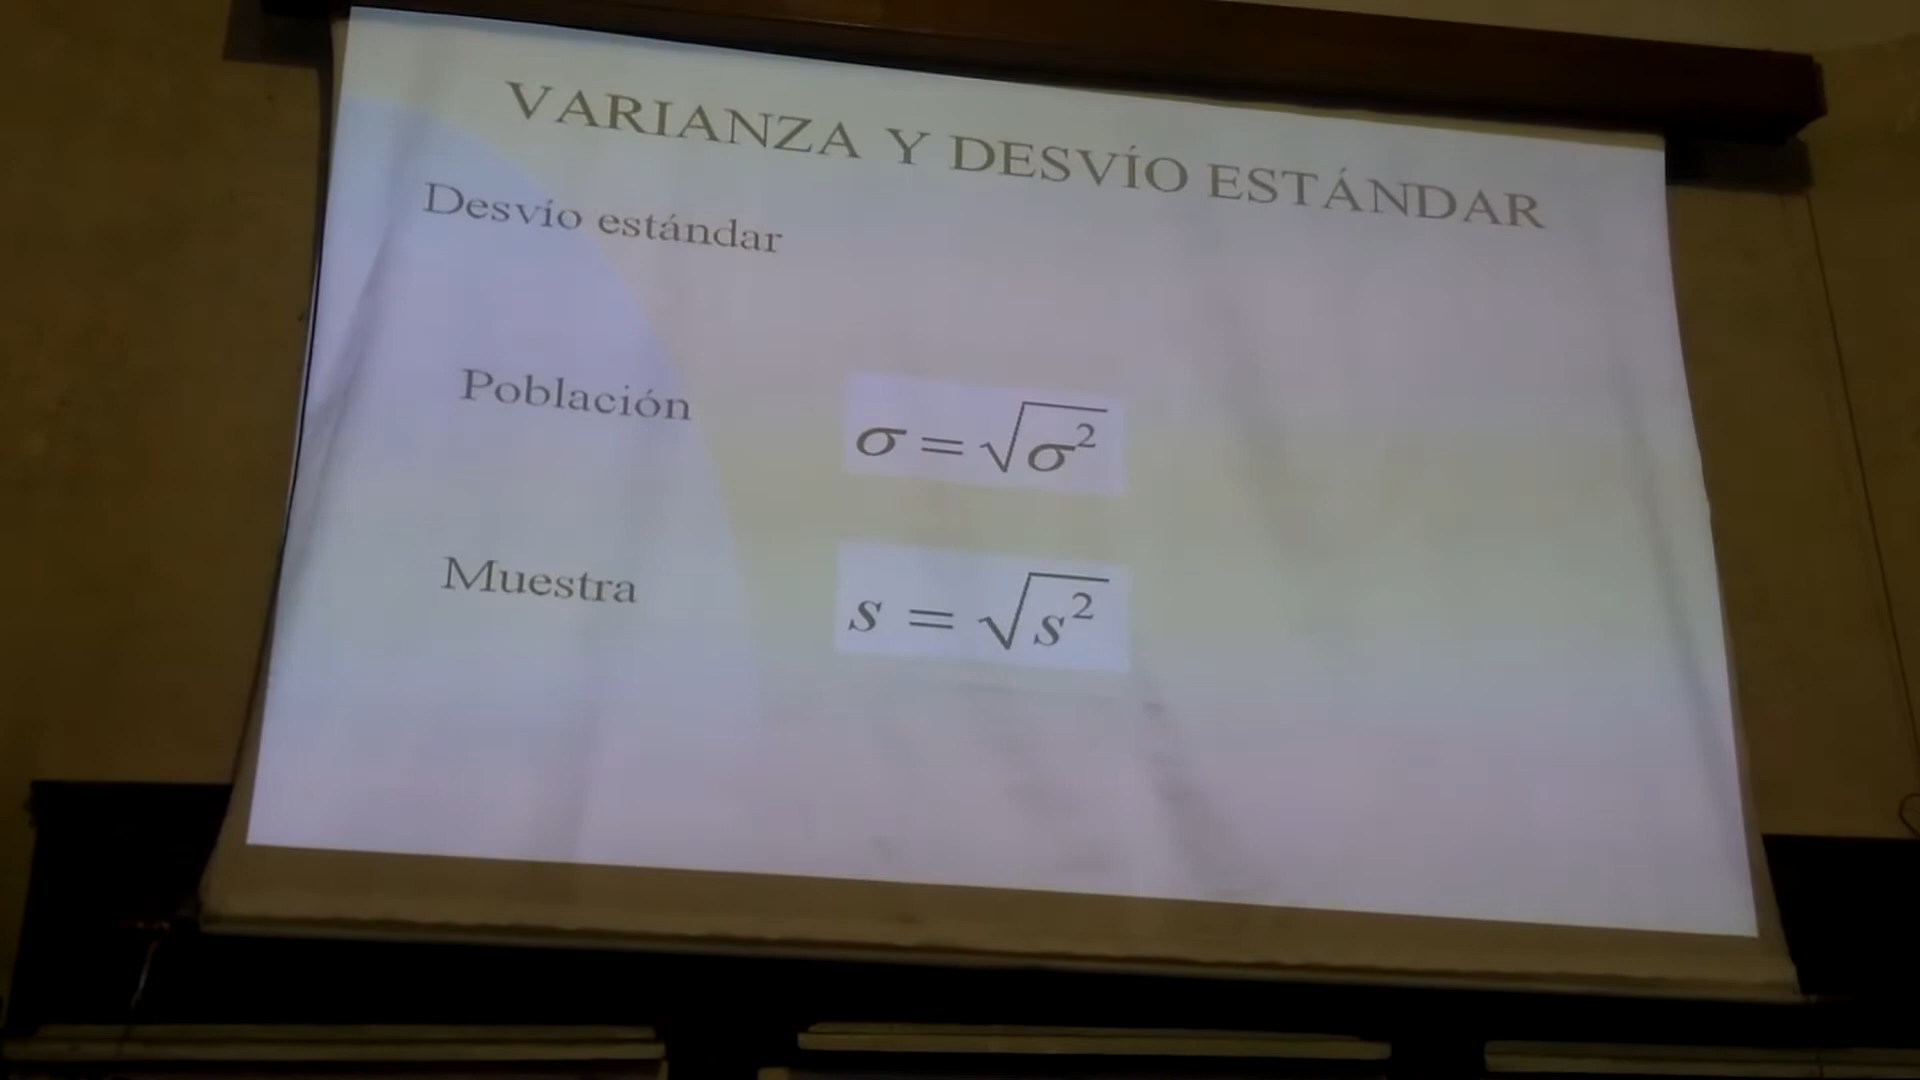 VARIANZA Y DESVÍO ESTÁNDAR
Desvío estándar
Población
σ = √σ²
Muestra
s = √s²